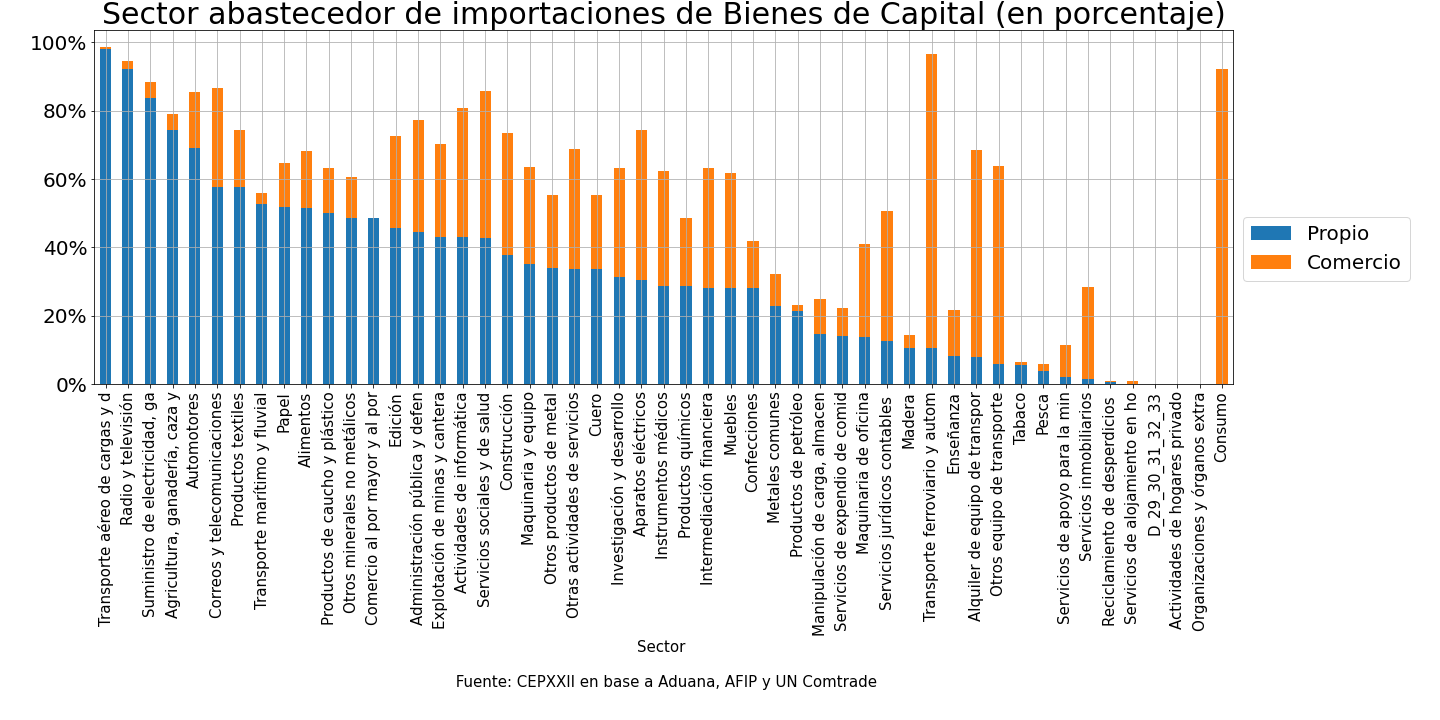 Sector abastecedor de importaciones de Bienes de Capital (en porcentaje)
100%
80%
60%
40%
20%
0%
Propio
Comercio
Transporte aéreo de cargas y d
Radio y televisión
Suministro de electricidad, ga
Agricultura, ganadería, caza y
Automotores
Correos y telecomunicaciones
Productos textiles
Transporte marítimo y fluvial
Papel
Alimentos
Productos de caucho y plástico
Otros minerales no metálicos
Comercio al por mayor y al por
Edición
Administración pública y defen
Explotación de minas y cantera
Actividades de informática
Servicios sociales y de salud
Construcción
Maquinaria y equipo
Otros productos de metal
Otras actividades de servicios
Cuero
Investigación y desarrollo
Aparatos eléctricos
Instrumentos médicos
Productos químicos
Intermediación financiera
Muebles
Confecciones
Metales comunes
Productos de petróleo
Manipulación de carga, almacen
Servicios de expendio de comid
Maquinaria de oficina
Servicios jurídicos contables
Madera
Transporte ferroviario y autom
Enseñanza
Alquiler de equipo de transpor
Otros equipo de transporte
Tabaco
Pesca
Servicios de apoyo para la min
Servicios inmobiliarios
Reciclamiento de desperdicios
Servicios de alojamiento en ho
D_29_30_31_32_33
Actividades de hogares privado
Organizaciones y órganos extra
Consumo
Sector
Fuente: CEPXXII en base a Aduana, AFIP y UN Comtrade